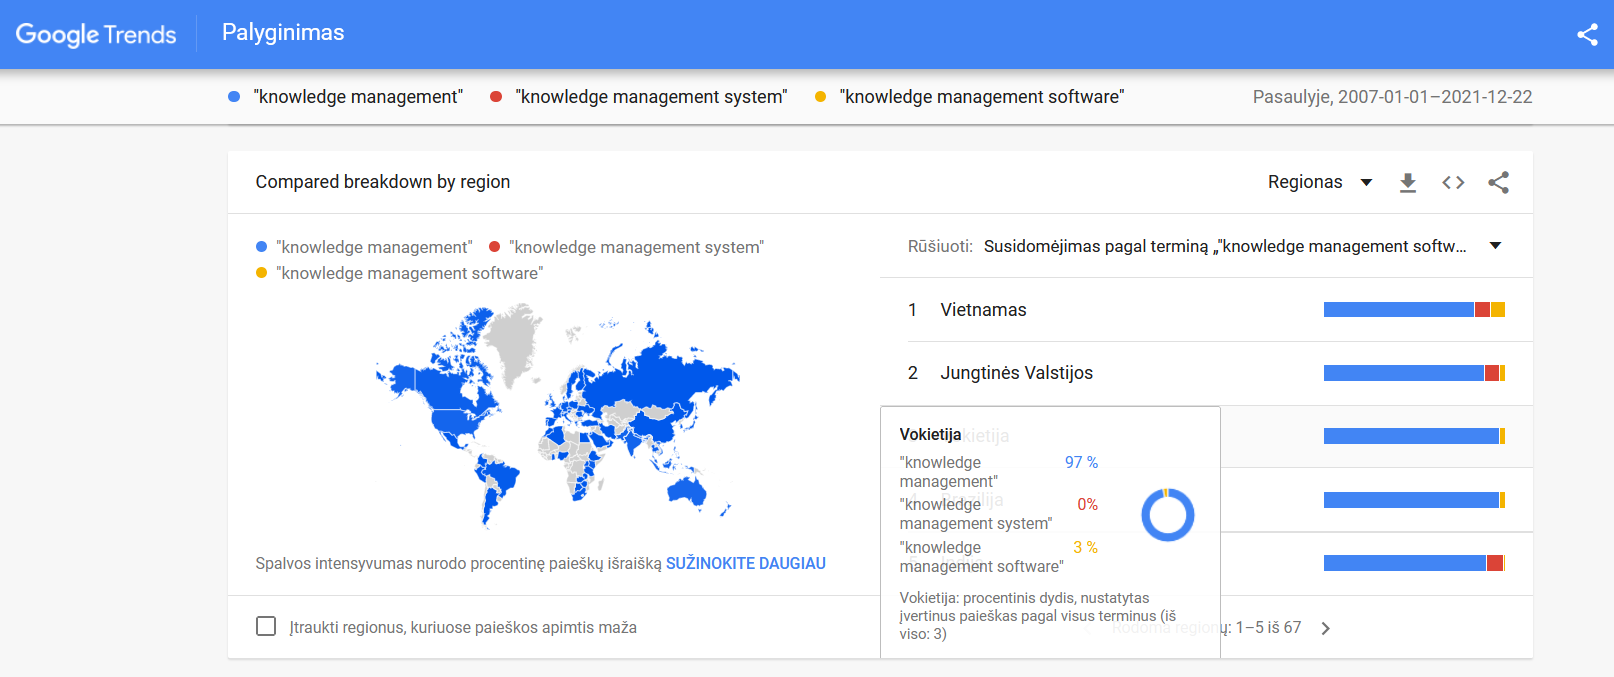 Google Trends
Palyginimas
"knowledge management"
"knowledge management system"
"knowledge management software"
Pasaulyje, 2007-01-01–2021-12-22
Compared breakdown by region
Regionas
"knowledge management"
"knowledge management system"
"knowledge management software"
Rūšiuoti: Susidomėjimas pagal terminą „"knowledge management softw...
1 Vietnamas
2 Jungtinės Valstijos
Vokietija
"knowledge
management"
97 %
"knowledge
management system"
0%
"knowledge
management software"
3 %
Vokietija: procentinis dydis, nustatytas
įvertinus paieškas pagal visus terminus (iš
viso: 3)
4 Brazilija
Spalvos intensyvumas nurodo procentinę paieškų išraišką SUŽINOKITE DAUGIAU
Įtraukti regionus, kuriuose paieškos apimtis maža
Rodoma regionų: 1–5 iš 67